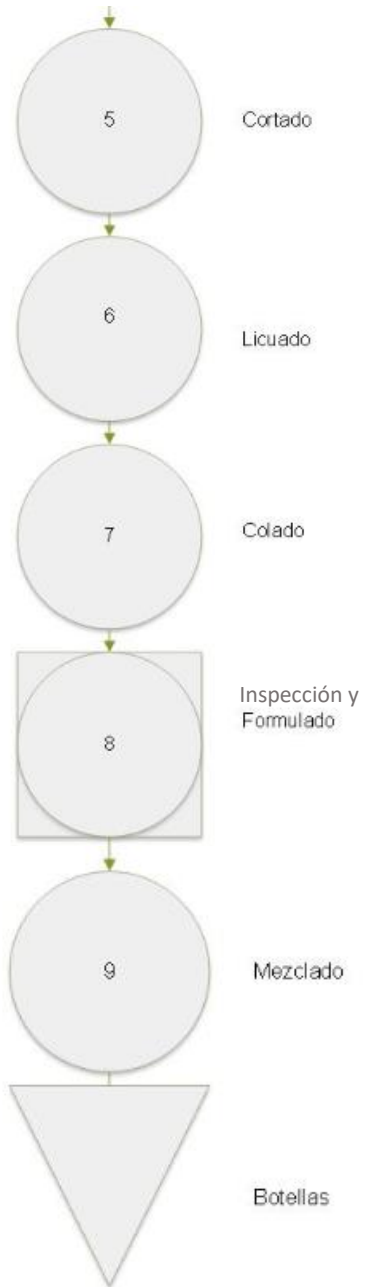 5
Cortado
6
Licuado
7
Colado
Inspección y
Formulado
8
9
Mezclado
Botellas